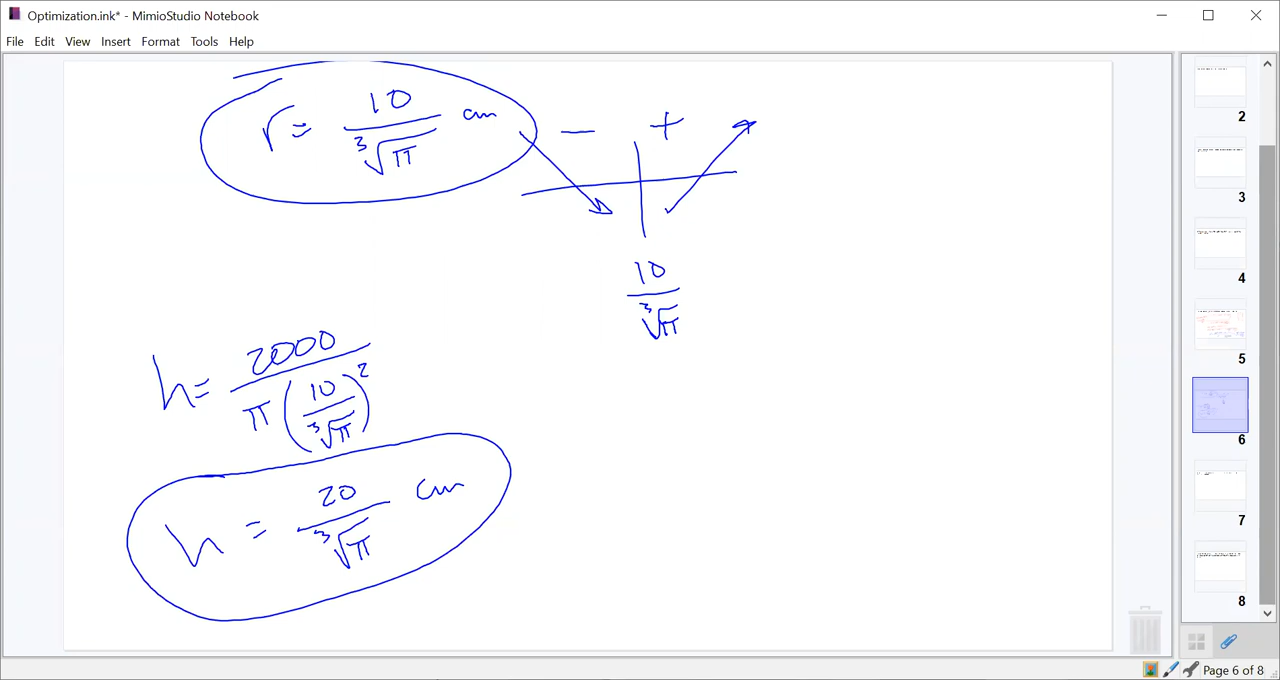 Optimization.ink* - MimioStudio Notebook
File Edit View Insert Format Tools Help
r = 10/∛π cm
− +
10/∛π
h = 2000/π(10/∛π)²
h = 20/∛π cm
2
3
4
5
6
7
8
Page 6 of 8